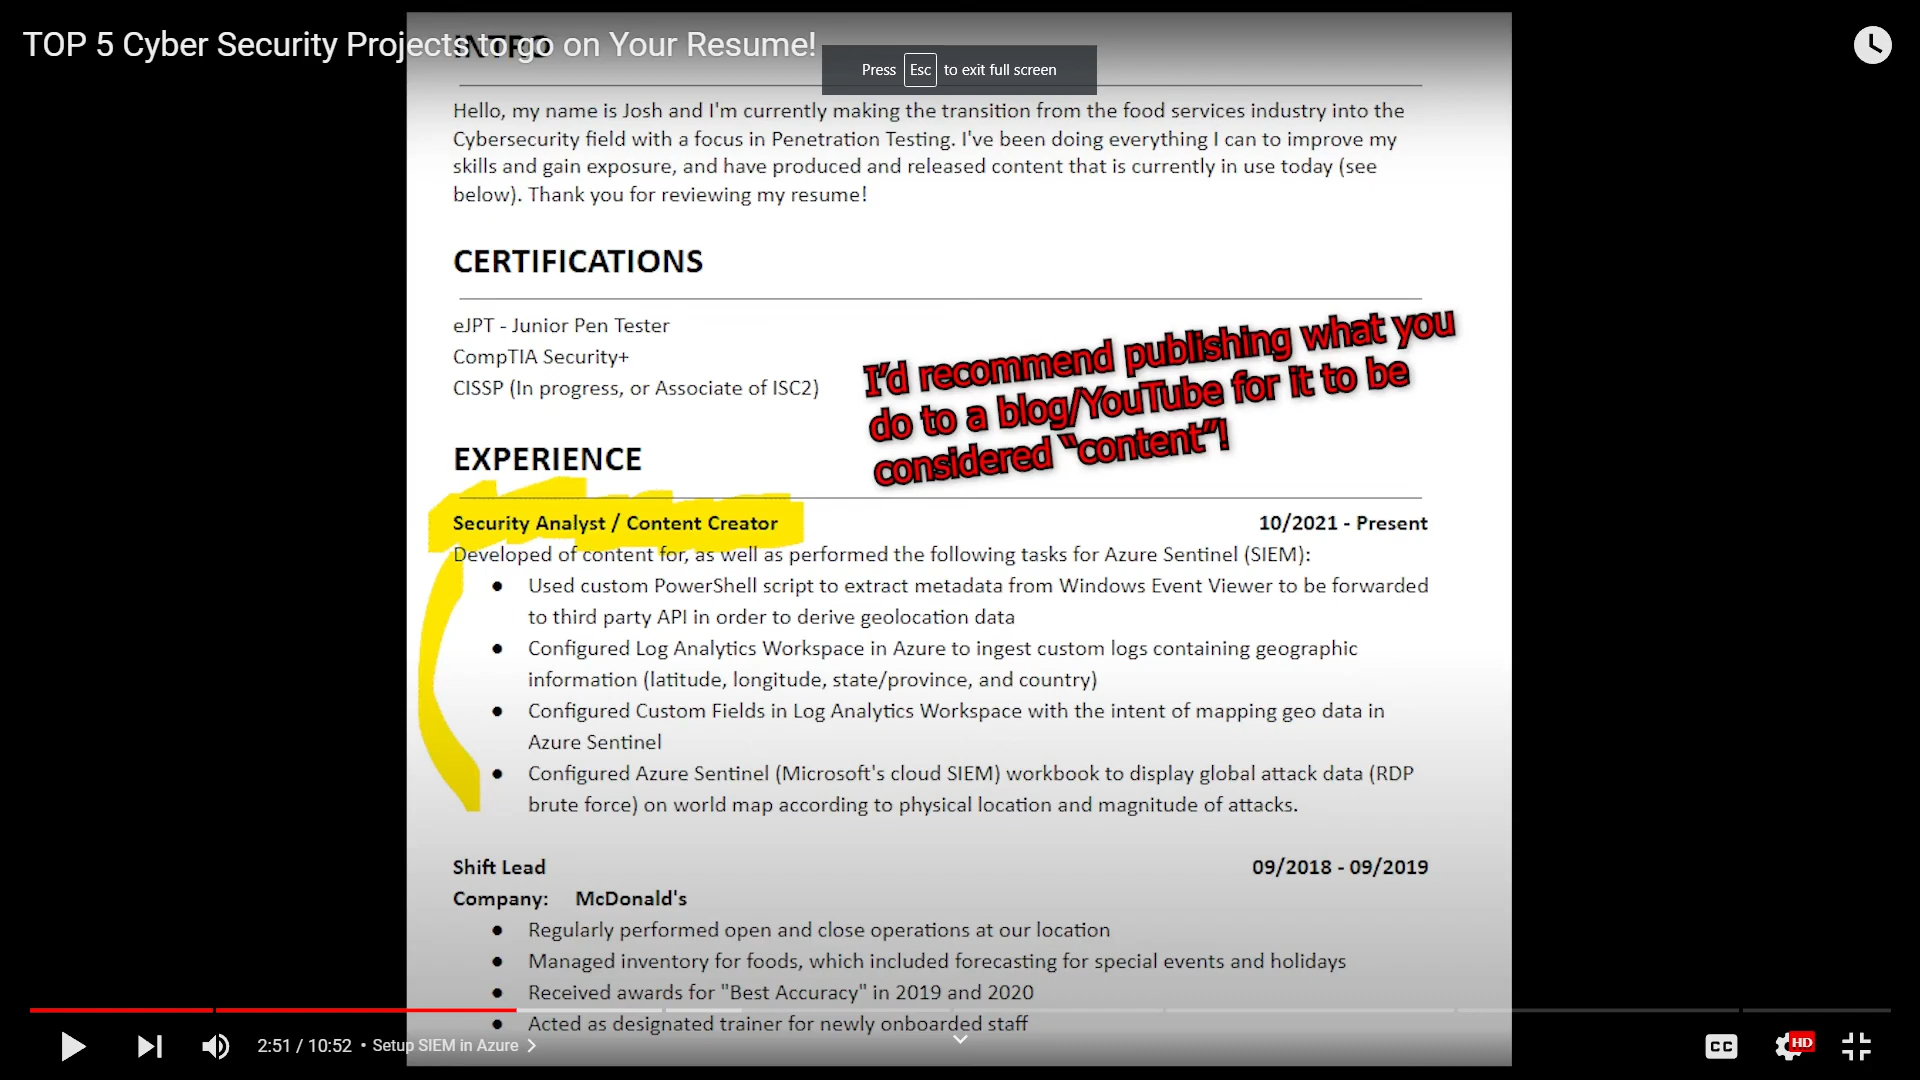 TOP 5 Cyber Security Projects to go on Your Resume!
INTRO
Press Esc to exit full screen
Hello, my name is Josh and I'm currently making the transition from the food services industry into the
Cybersecurity field with a focus in Penetration Testing. I've been doing everything I can to improve my
skills and gain exposure, and have produced and released content that is currently in use today (see
below). Thank you for reviewing my resume!
CERTIFICATIONS
eJPT - Junior Pen Tester
CompTIA Security+
CISSP (In progress, or Associate of ISC2)
I'd recommend publishing what you
do to a blog/YouTube for it to be
considered "content"!
EXPERIENCE
Security Analyst / Content Creator 10/2021 - Present
Developed of content for, as well as performed the following tasks for Azure Sentinel (SIEM):
● Used custom PowerShell script to extract metadata from Windows Event Viewer to be forwarded
to third party API in order to derive geolocation data
● Configured Log Analytics Workspace in Azure to ingest custom logs containing geographic
information (latitude, longitude, state/province, and country)
● Configured Custom Fields in Log Analytics Workspace with the intent of mapping geo data in
Azure Sentinel
● Configured Azure Sentinel (Microsoft's cloud SIEM) workbook to display global attack data (RDP
brute force) on world map according to physical location and magnitude of attacks.
Shift Lead 09/2018 - 09/2019
Company: McDonald's
● Regularly performed open and close operations at our location
● Managed inventory for foods, which included forecasting for special events and holidays
● Received awards for "Best Accuracy" in 2019 and 2020
● Acted as designated trainer for newly onboarded staff
2:51 / 10:52 • Setup SIEM in Azure
CC
HD